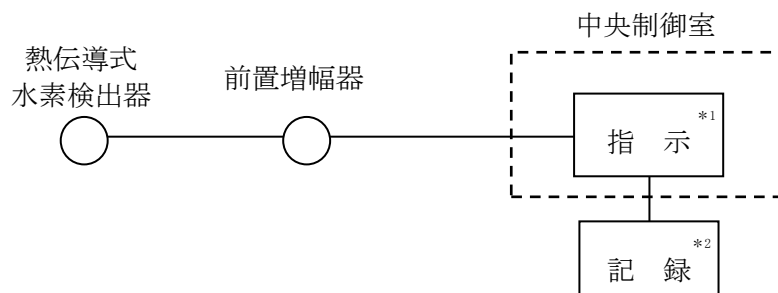 中央制御室
熱伝導式
水素検出器
前置増幅器
指 示 *1
記 録 *2